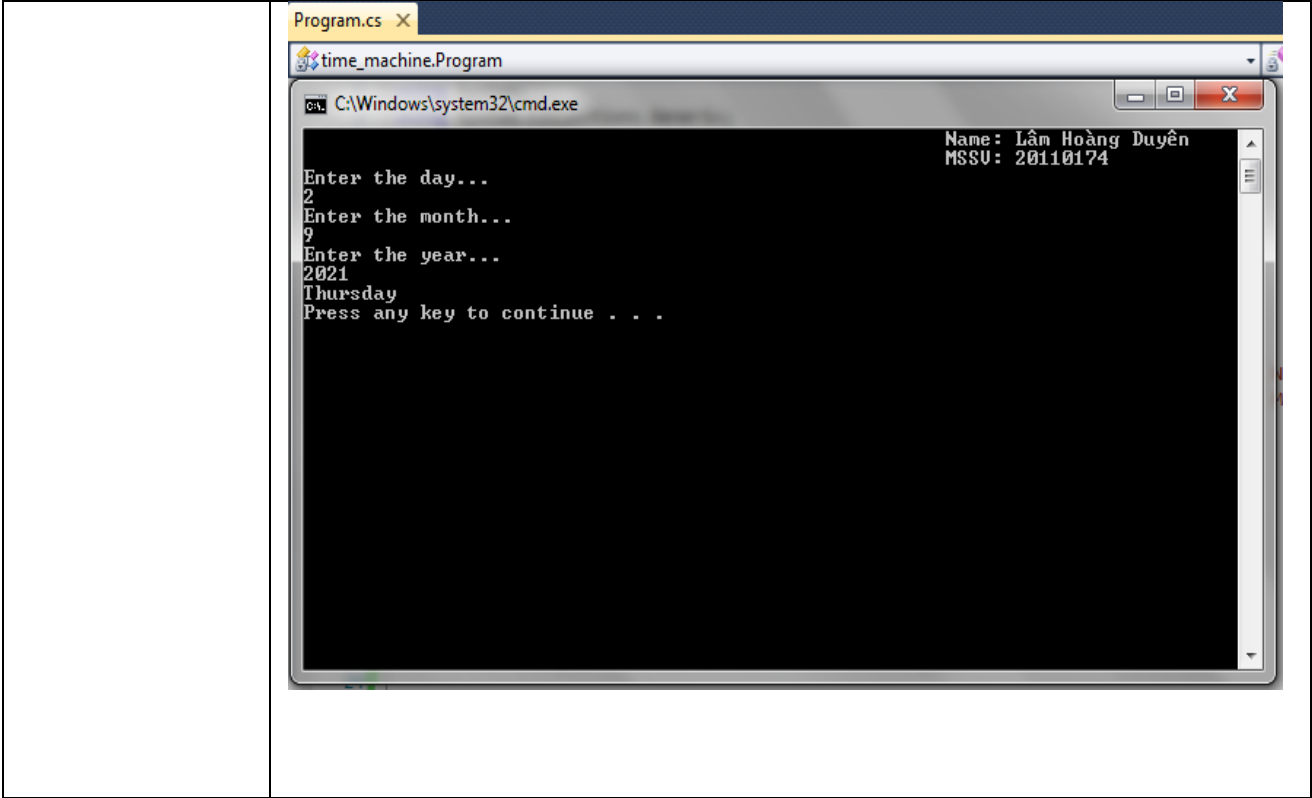 Program.cs
time_machine.Program
C:\Windows\system32\cmd.exe
Name: Lâm Hoàng Duyên
MSSV: 20110174
Enter the day...
2
Enter the month...
9
Enter the year...
2021
Thursday
Press any key to continue . . .